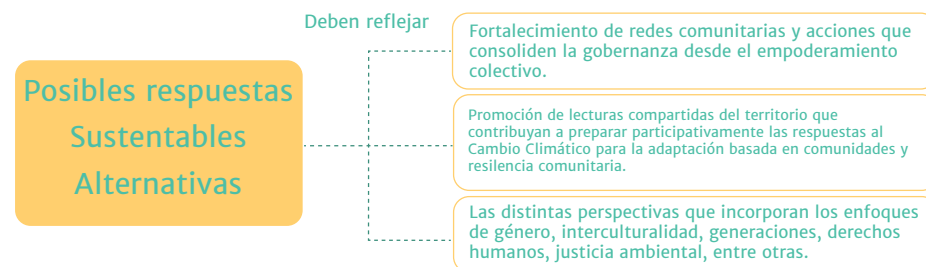 Deben reflejar
Posibles respuestas
Sustentables
Alternativas
Fortalecimiento de redes comunitarias y acciones que
consoliden la gobernanza desde el empoderamiento
colectivo.
Promoción de lecturas compartidas del territorio que
contribuyan a preparar participativamente las respuestas al
Cambio Climático para la adaptación basada en comunidades y
resilencia comunitaria.
Las distintas perspectivas que incorporan los enfoques
de género, interculturalidad, generaciones, derechos
humanos, justicia ambiental, entre otras.